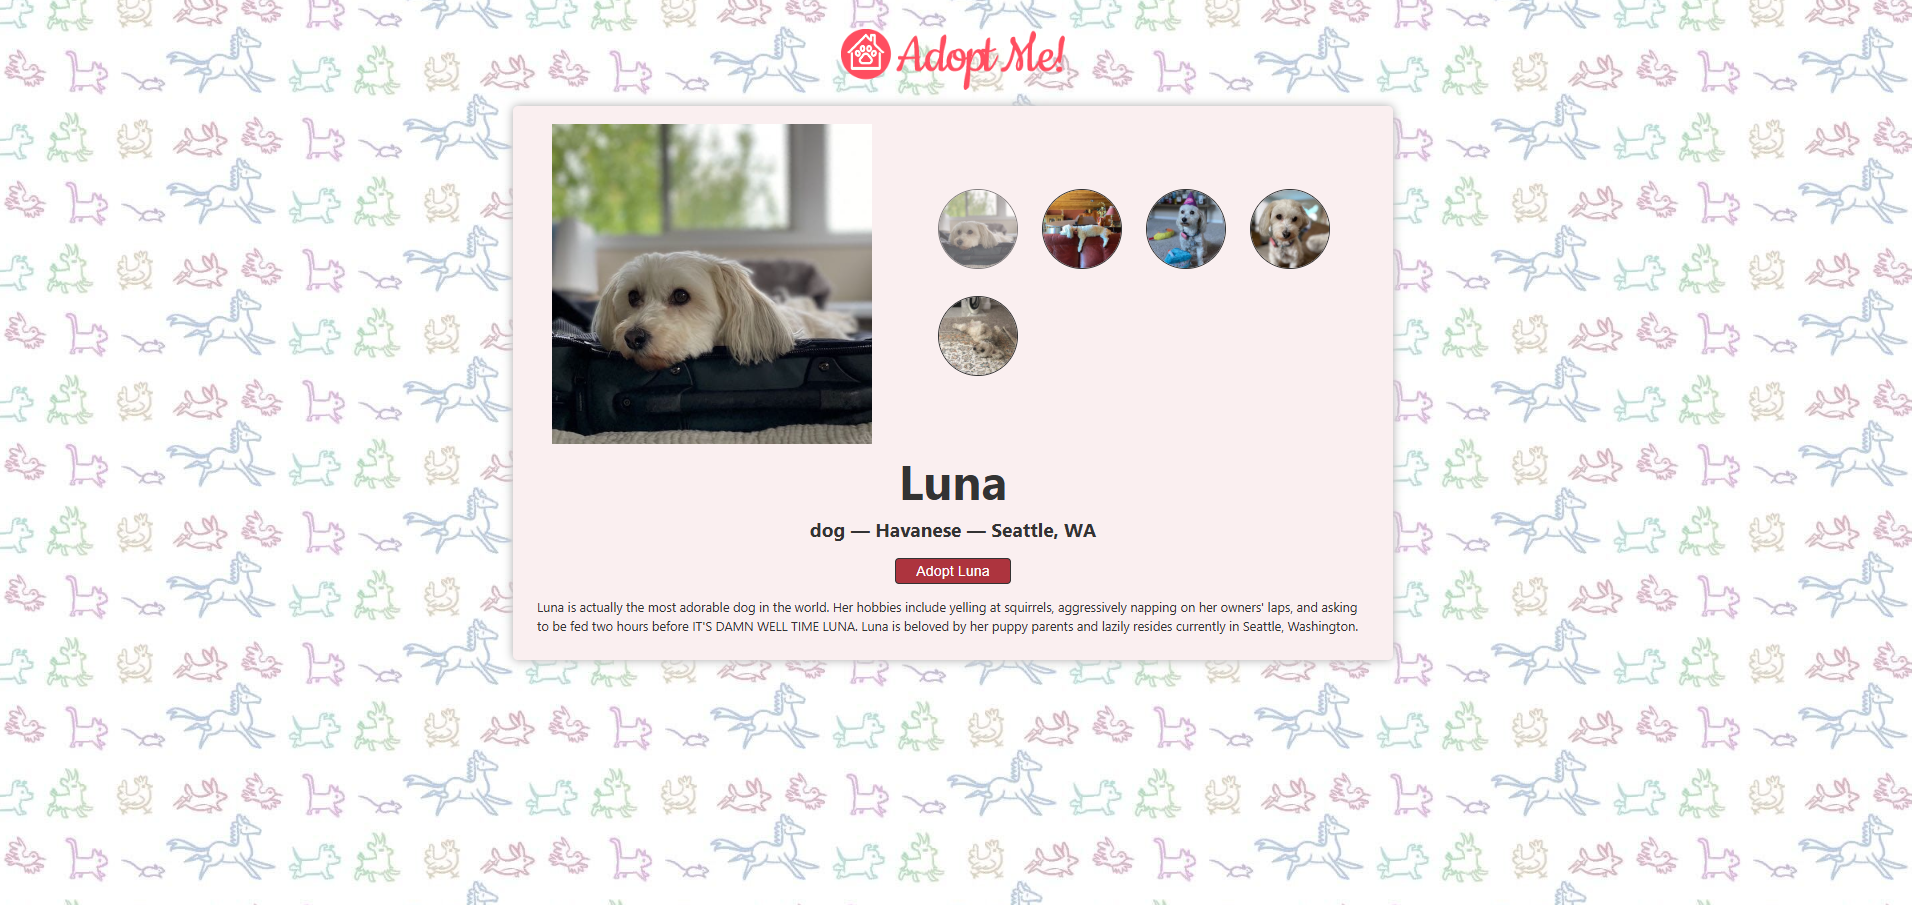 Adopt Me!
Luna
dog — Havanese — Seattle, WA
Adopt Luna
Luna is actually the most adorable dog in the world. Her hobbies include yelling at squirrels, aggressively napping on her owners' laps, and asking
to be fed two hours before IT'S DAMN WELL TIME LUNA. Luna is beloved by her puppy parents and lazily resides currently in Seattle, Washington.